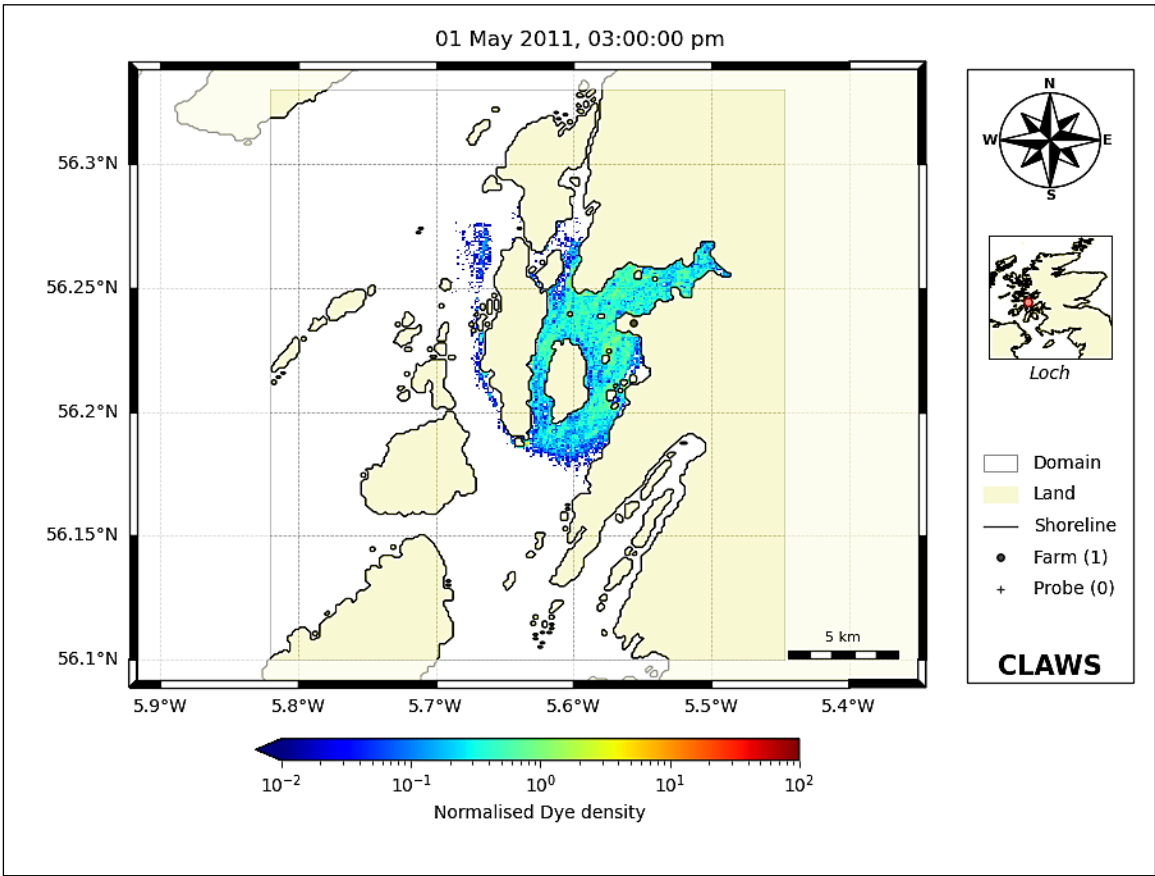 01 May 2011, 03:00:00 pm
N
W E
S
56.3°N
56.25°N
56.2°N
56.15°N
56.1°N
5.9°W 5.8°W 5.7°W 5.6°W 5.5°W 5.4°W
5 km
Loch
Domain
Land
Shoreline
Farm (1)
Probe (0)
CLAWS
10⁻² 10⁻¹ 10⁰ 10¹ 10²
Normalised Dye density